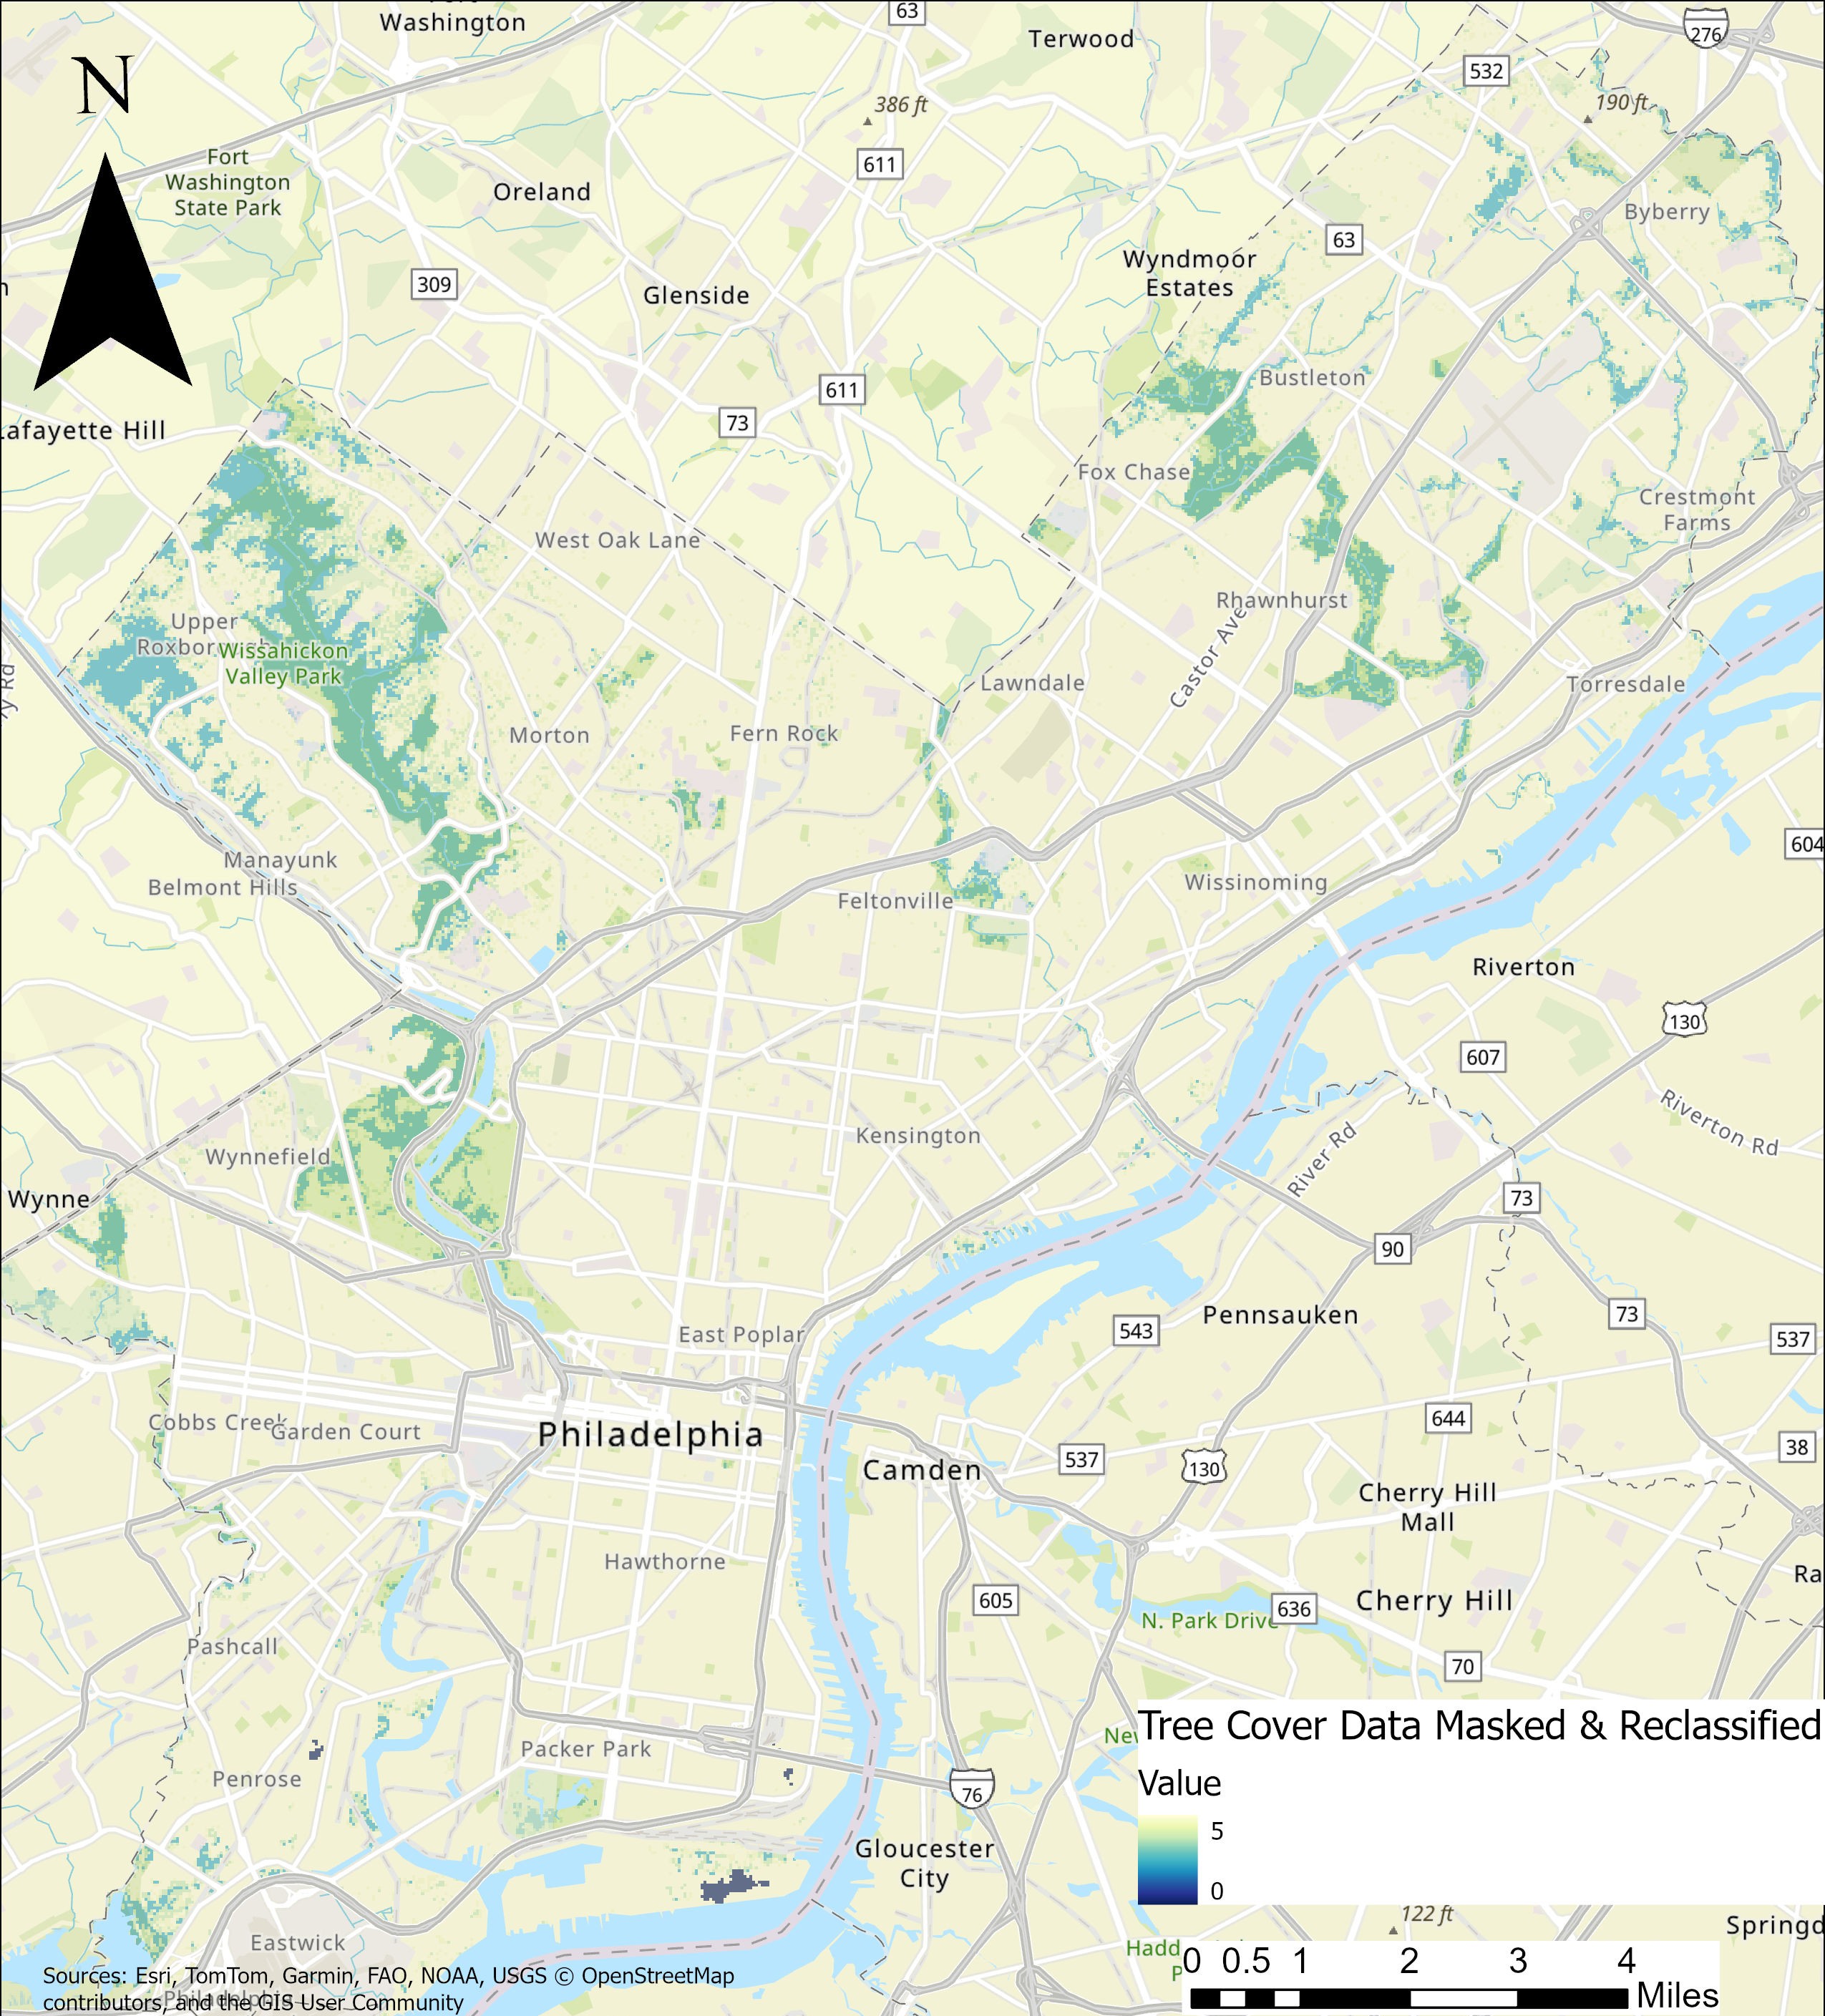 Washington
63
Terwood
276
N
532
386 ft
190 ft
Fort
Washington
State Park
611
Oreland
Byberry
63
Wyndmoor
Estates
309
Glenside
Bustleton
611
73
Lafayette Hill
Fox Chase
Crestmont
Farms
West Oak Lane
Rhawnhurst
Upper
Wissahickon
Valley Park
Castor Ave
Lawndale
Torresdale
Morton
Fern Rock
604
Manayunk
Belmont Hills
Wissinoming
Feltonville
Riverton
130
607
Riverton Rd
Kensington
River Rd
Wynnefield
Wynne
73
90
Pennsauken
543
73
East Poplar
537
Cobbs Creek
Garden Court
644
Philadelphia
38
537
Camden
130
Cherry Hill
Mall
Hawthorne
605
636
Cherry Hill
N. Park Drive
Pashcall
70
Tree Cover Data Masked & Reclassified
Packer Park
Penrose
Value
76
5
Gloucester
City
0
122 ft
Eastwick
0 0.5 1 2 3 4
Miles
Sources: Esri, TomTom, Garmin, FAO, NOAA, USGS © OpenStreetMap
contributors, and the GIS User Community